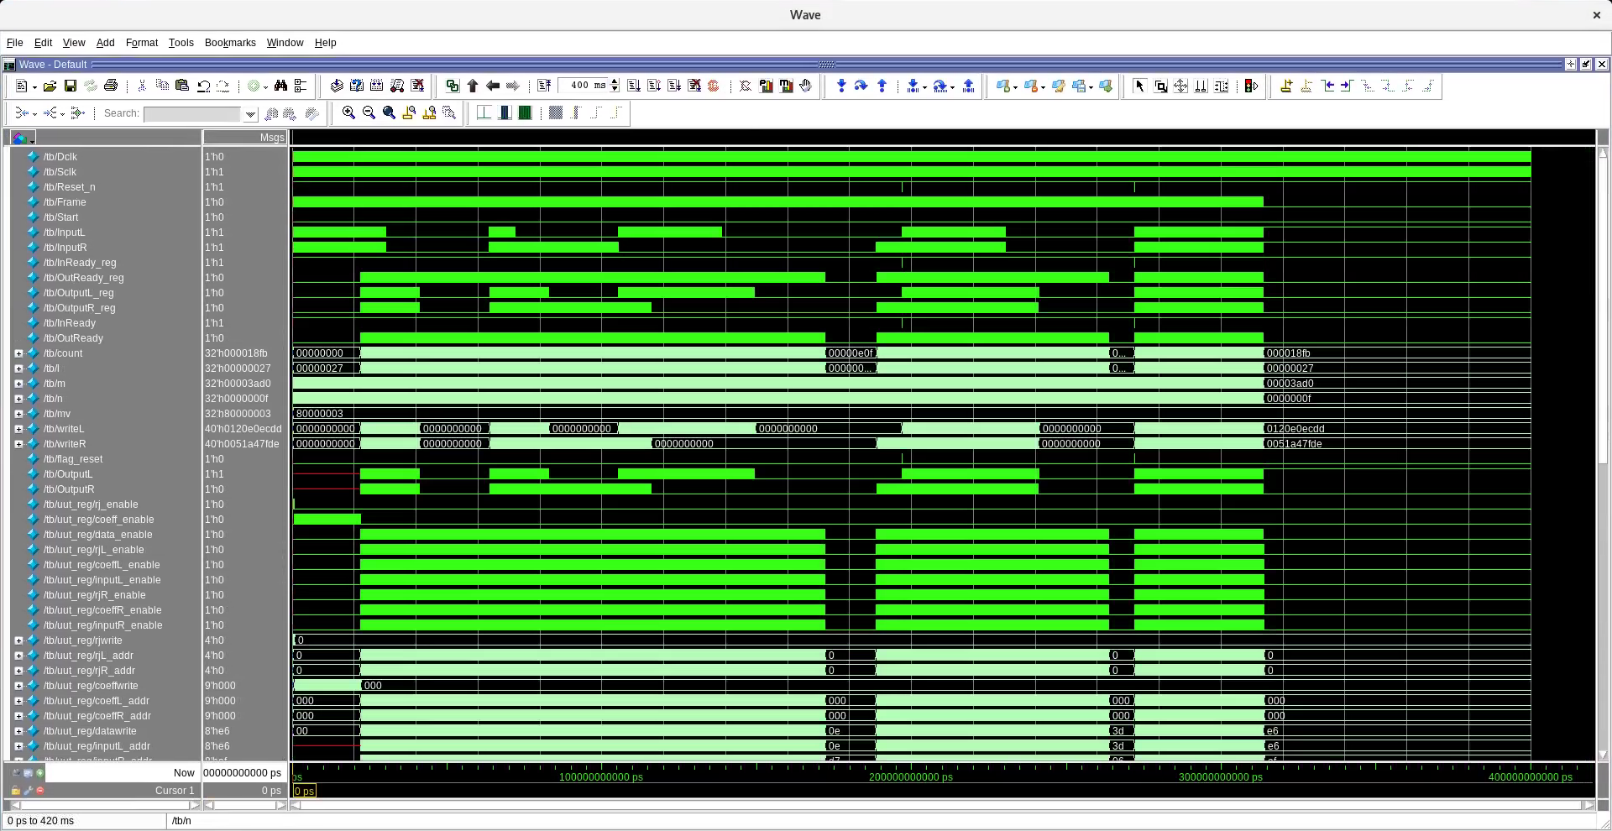 Wave
File Edit View Add Format Tools Bookmarks Window Help
Wave - Default
400 ms
Search:
Msgs
/tb/Dclk 1'h0
/tb/Sclk 1'h1
/tb/Reset_n 1'h1
/tb/Frame 1'h0
/tb/Start 1'h0
/tb/InputL 1'h1
/tb/InputR 1'h1
/tb/InReady_reg 1'h1
/tb/OutReady_reg 1'h0
/tb/OutputL_reg 1'h0
/tb/OutputR_reg 1'h0
/tb/InReady 1'h1
/tb/OutReady 1'h0
/tb/count 32'h000018fb 00000000 00000e0f 0... 000018fb
/tb/l 32'h00000027 00000027 000000... 0... 00000027
/tb/m 32'h00003ad0 00003ad0
/tb/n 32'h0000000f 0000000f
/tb/mv 32'h80000003 80000003
/tb/writeL 40'h0120e0ecdd 0000000000 0000000000 0000000000 0000000000 0000000000 0120e0ecdd
/tb/writeR 40'h0051a47fde 0000000000 0000000000 0000000000 0000000000 0051a47fde
/tb/flag_reset 1'h0
/tb/OutputL 1'h1
/tb/OutputR 1'h0
/tb/uut_reg/rj_enable 1'h0
/tb/uut_reg/coeff_enable 1'h0
/tb/uut_reg/data_enable 1'h0
/tb/uut_reg/rjL_enable 1'h0
/tb/uut_reg/coeffL_enable 1'h0
/tb/uut_reg/inputL_enable 1'h0
/tb/uut_reg/rjR_enable 1'h0
/tb/uut_reg/coeffR_enable 1'h0
/tb/uut_reg/inputR_enable 1'h0
/tb/uut_reg/rjwrite 4'h0 0
/tb/uut_reg/rjL_addr 4'h0 0 0 0 0
/tb/uut_reg/rjR_addr 4'h0 0 0 0 0
/tb/uut_reg/coeffwrite 9'h000 000
/tb/uut_reg/coeffL_addr 9'h000 000 000 000 000
/tb/uut_reg/coeffR_addr 9'h000 000 000 000 000
/tb/uut_reg/datawrite 8'he6 00 0e 3d e6
/tb/uut_reg/inputL_addr 8'he6 0e 3d e6
Now 00000000000 ps ps 100000000000 ps 200000000000 ps 300000000000 ps 400000000000 ps
Cursor 1 0 ps 0 ps
0 ps to 420 ms /tb/n